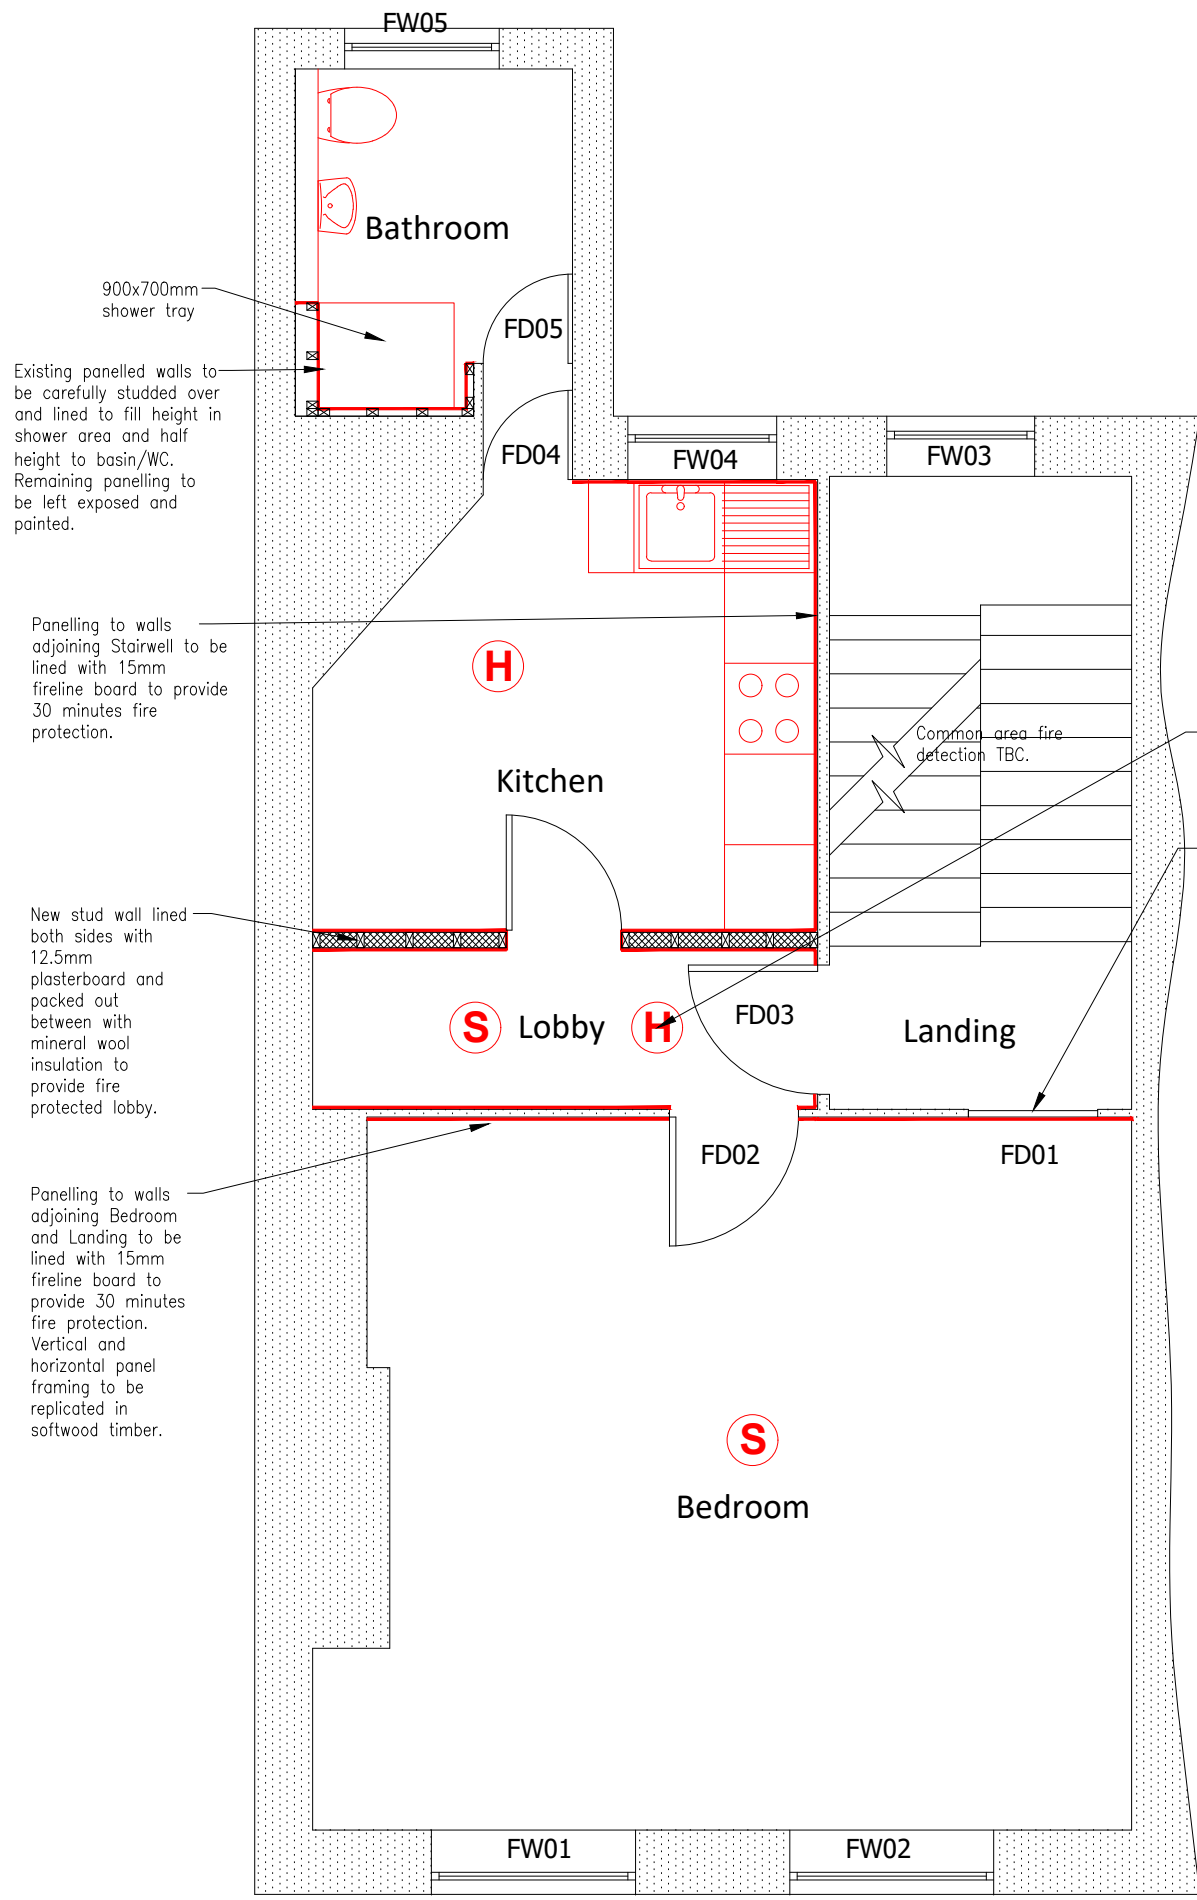 FW05
Bathroom
900x700mm
shower tray
FD05
Existing panelled walls to
be carefully studded over
and lined to fill height in
shower area and half
height to basin/WC.
Remaining panelling to
be left exposed and
painted.
FD04
FW04
FW03
Panelling to walls
adjoining Stairwell to be
lined with 15mm
fireline board to provide
30 minutes fire
protection.
H
Common area fire
detection TBC.
Kitchen
New stud wall lined
both sides with
12.5mm
plasterboard and
packed out
between with
mineral wool
insulation to
provide fire
protected lobby.
S
Lobby
H
FD03
Landing
FD02
FD01
Panelling to walls
adjoining Bedroom
and Landing to be
lined with 15mm
fireline board to
provide 30 minutes
fire protection.
Vertical and
horizontal panel
framing to be
replicated in
softwood timber.
S
Bedroom
FW01
FW02